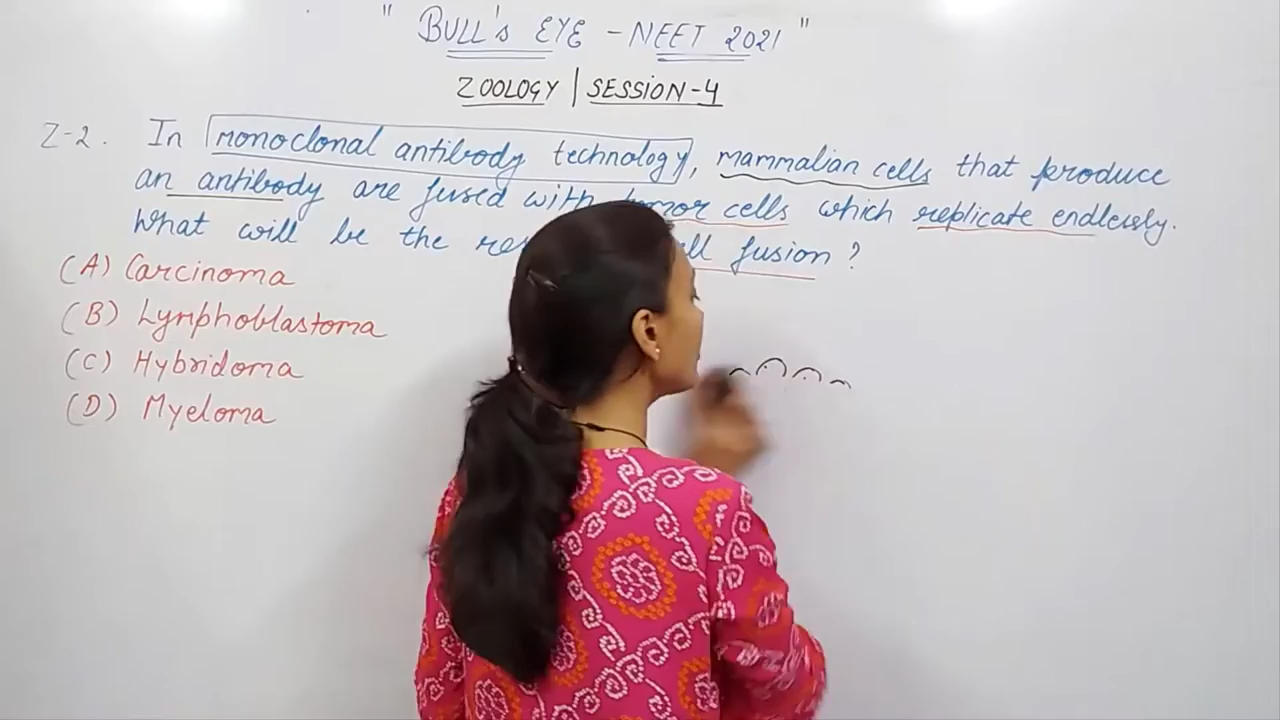 " BULL's EYE - NEET 2021 "
ZOOLOGY | SESSION-4
Z-2. In monoclonal antibody technology, mammalian cells that produce
an antibody are fused with tumor cells which replicate endlessly.
What will be the fusion ?
(A) Carcinoma
(B) Lymphoblastoma
(C) Hybridoma
(D) Myeloma